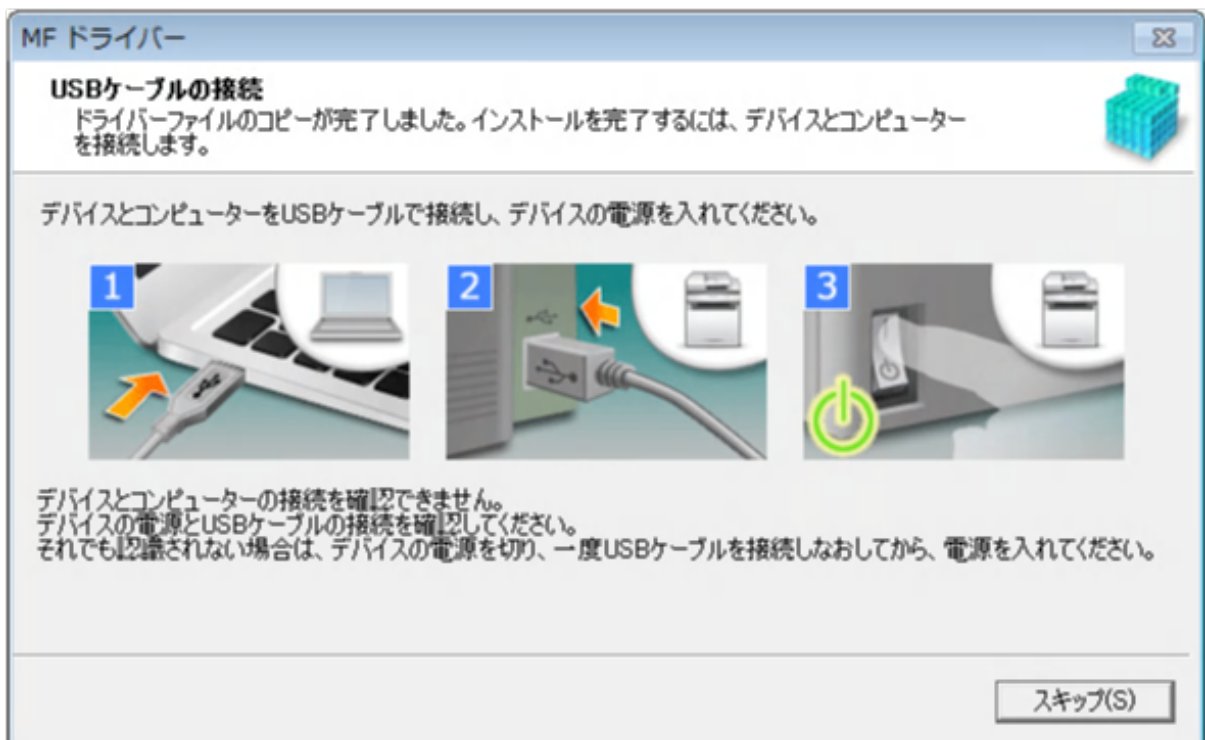 MF ドライバー
USBケーブルの接続
ドライバーファイルのコピーが完了しました。インストールを完了するには、デバイスとコンピューター
を接続します。
デバイスとコンピューターをUSBケーブルで接続し、デバイスの電源を入れてください。
1
2
3
デバイスとコンピューターの接続を確認できません。
デバイスの電源とUSBケーブルの接続を確認してください。
それでも認識されない場合は、デバイスの電源を切り、一度USBケーブルを接続しなおしてから、電源を入れてください。
スキップ(S)